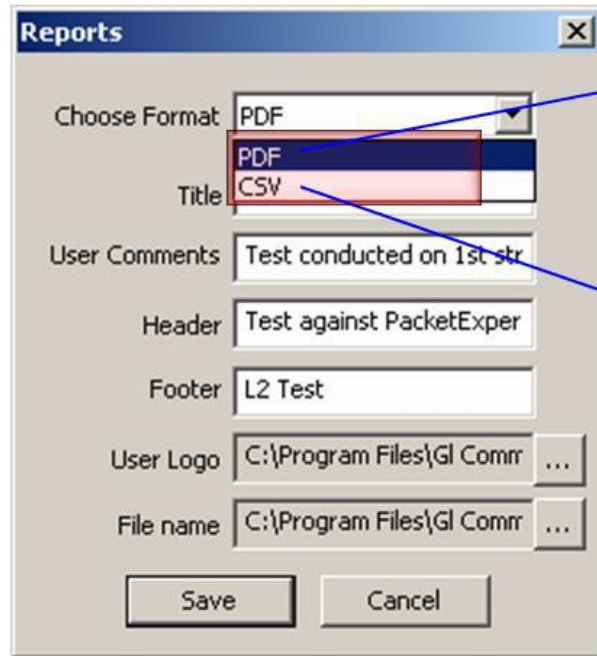 Reports
Choose Format PDF
PDF
Title CSV
User Comments Test conducted on 1st str
Header Test against PacketExper
Footer L2 Test
User Logo C:\Program Files\Gl Comm ...
File name C:\Program Files\Gl Comm ...
Save Cancel